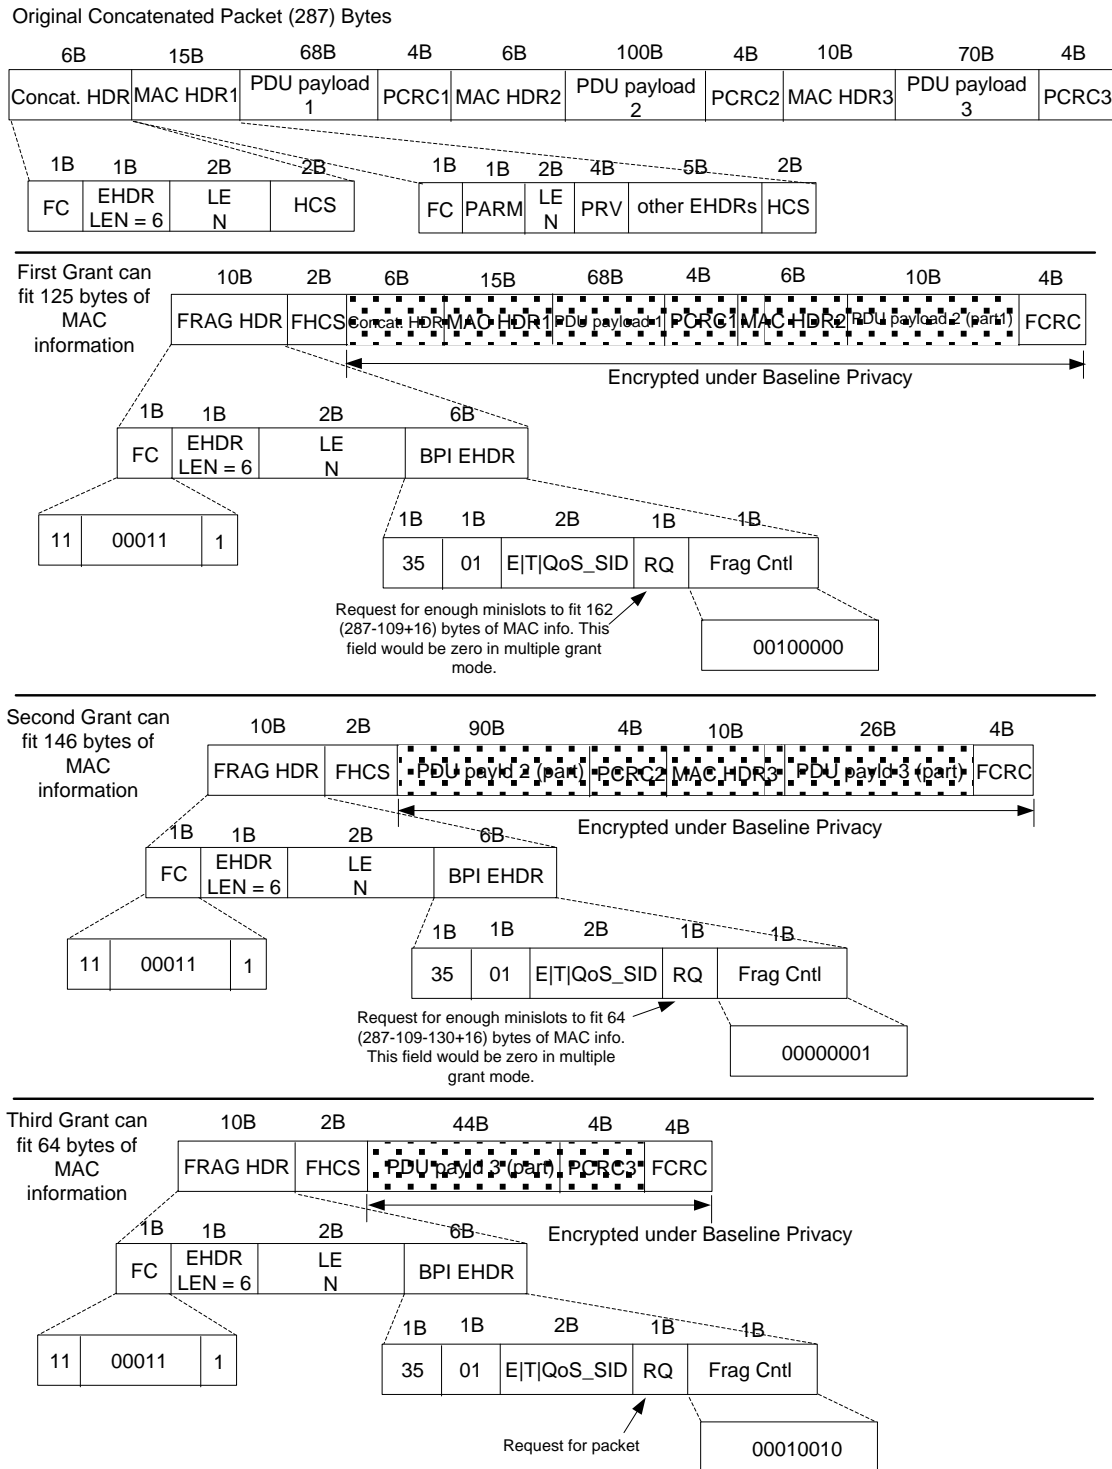 Original Concatenated Packet (287) Bytes
6B 15B 68B 4B 6B 100B 4B 10B 70B 4B
Concat. HDR MAC HDR1 PDU payload 1 PCRC1 MAC HDR2 PDU payload 2 PCRC2 MAC HDR3 PDU payload 3 PCRC3
1B 1B 2B 2B
FC EHDR LEN = 6 LE N HCS
1B 1B 2B 4B 5B 2B
FC PARM LE N PRV other EHDRs HCS
First Grant can
fit 125 bytes of
MAC
information
10B 2B 6B 15B 68B 4B 6B 10B 4B
FRAG HDR FHCS Concat. HDR MAC HDR1 PDU payload 1 PCRC1 MAC HDR2 PDU payload 2 (part1) FCRC
Encrypted under Baseline Privacy
1B 1B 2B 6B
FC EHDR LEN = 6 LE N BPI EHDR
11 00011 1
1B 1B 2B 1B 1B
35 01 E|T|QoS_SID RQ Frag Cntl
Request for enough minislots to fit 162
(287-109+16) bytes of MAC info. This
field would be zero in multiple grant
mode.
00100000
Second Grant can
fit 146 bytes of
MAC
information
10B 2B 90B 4B 10B 26B 4B
FRAG HDR FHCS PDU payld 2 (part) PCRC2 MAC HDR3 PDU payld 3 (part) FCRC
Encrypted under Baseline Privacy
1B 1B 2B 6B
FC EHDR LEN = 6 LE N BPI EHDR
11 00011 1
1B 1B 2B 1B 1B
35 01 E|T|QoS_SID RQ Frag Cntl
Request for enough minislots to fit 64
(287-109-130+16) bytes of MAC info.
This field would be zero in multiple
grant mode.
00000001
Third Grant can
fit 64 bytes of
MAC
information
10B 2B 44B 4B 4B
FRAG HDR FHCS PDU payld 3 (part) PCRC3 FCRC
Encrypted under Baseline Privacy
1B 1B 2B 6B
FC EHDR LEN = 6 LE N BPI EHDR
11 00011 1
1B 1B 2B 1B 1B
35 01 E|T|QoS_SID RQ Frag Cntl
Request for packet
00010010